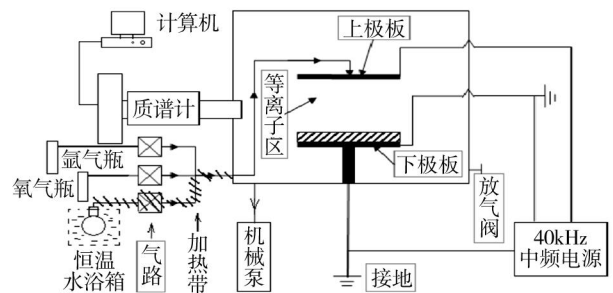 计算机
上极板
等离子区
质谱计
氩气瓶
氧气瓶
下极板
放气阀
恒温
水浴箱
气路
加热带
机械泵
接地
40kHz
中频电源